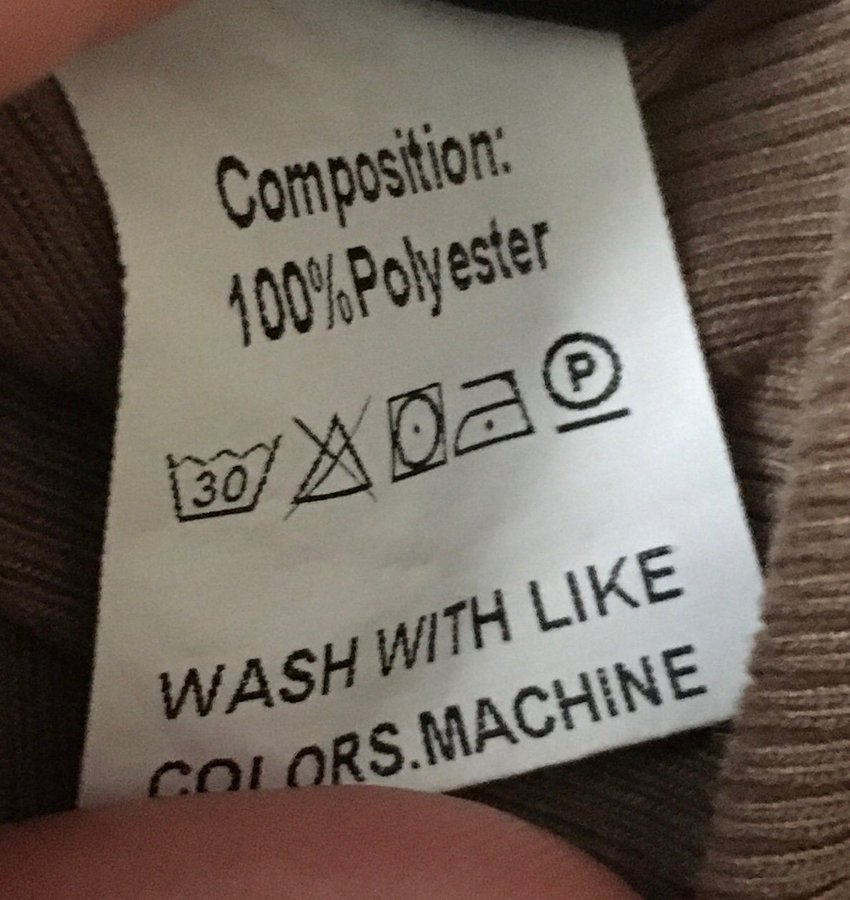 Composition:
100%Polyester
30 P
WASH WITH LIKE
COLORS.MACHINE